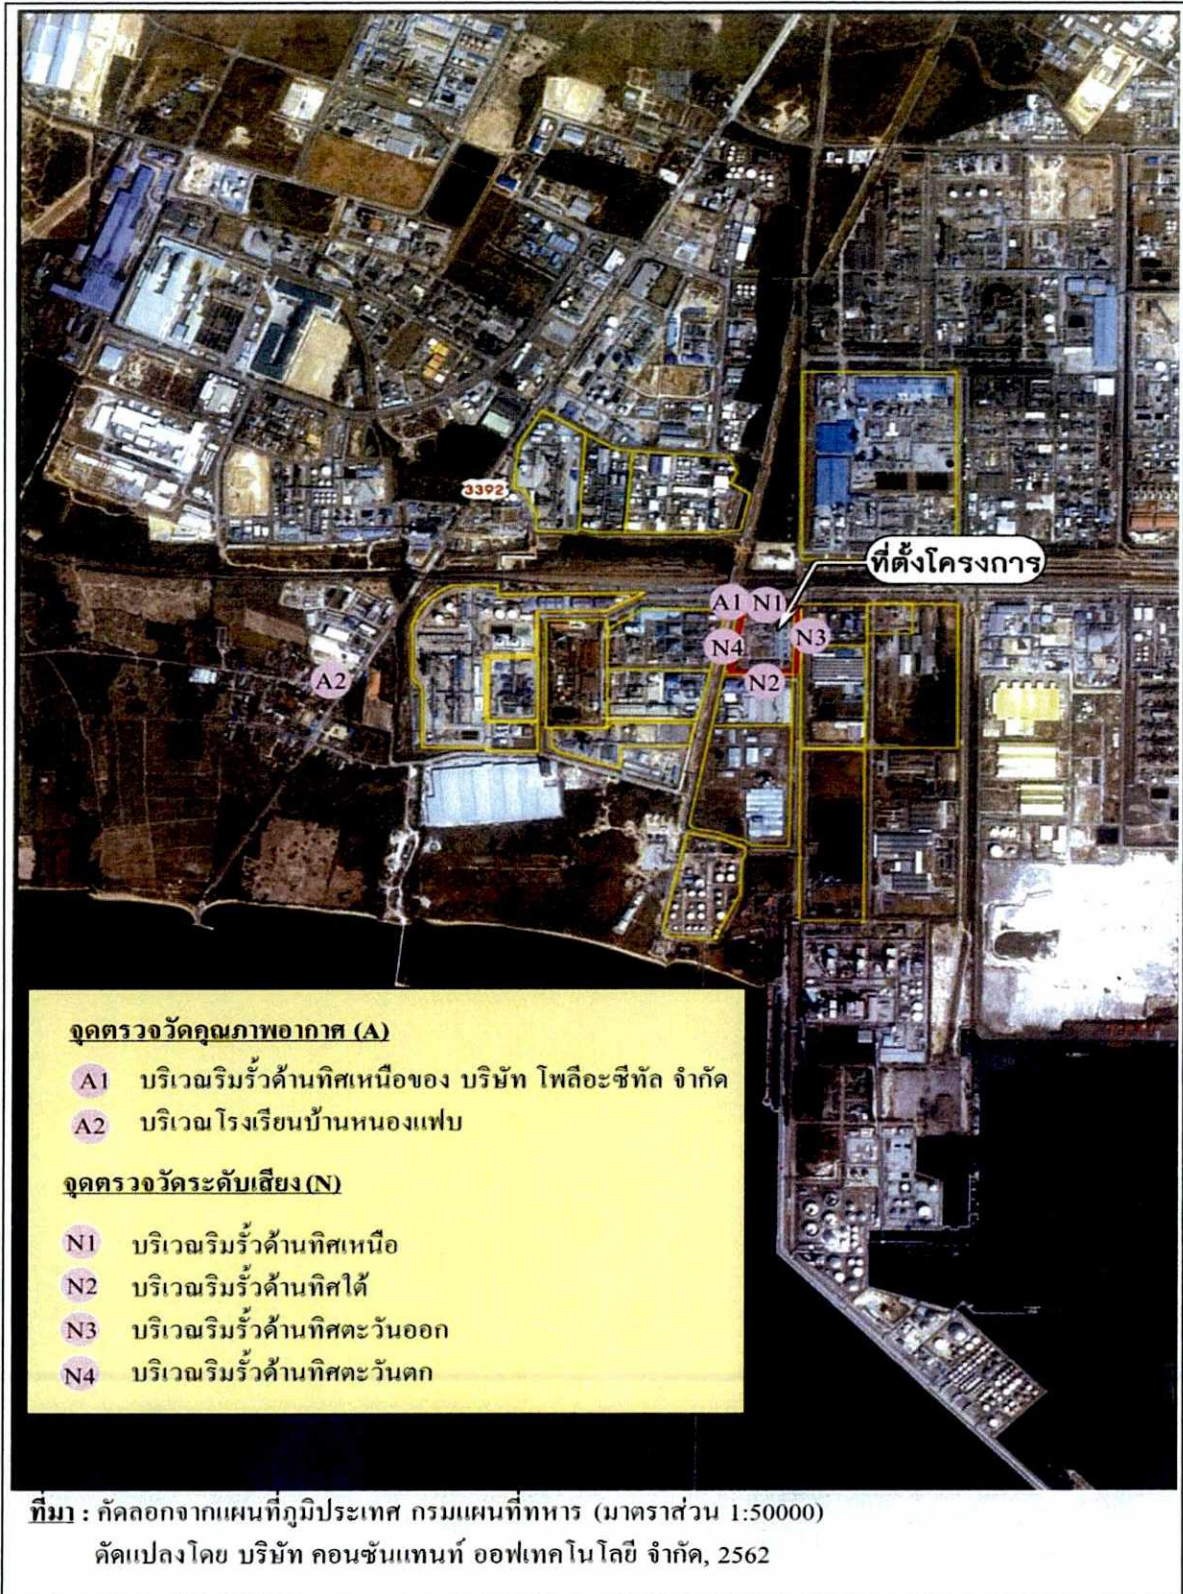 3392
ที่ตั้งโครงการ
A1
N1
N4
N3
N2
A2
จุดตรวจวัดคุณภาพอากาศ (A)
A1 บริเวณริมรั้วด้านทิศเหนือของ บริษัท โพลีอะซีทัล จำกัด
A2 บริเวณโรงเรียนบ้านหนองแฟบ
จุดตรวจวัดระดับเสียง (N)
N1 บริเวณริมรั้วด้านทิศเหนือ
N2 บริเวณริมรั้วด้านทิศใต้
N3 บริเวณริมรั้วด้านทิศตะวันออก
N4 บริเวณริมรั้วด้านทิศตะวันตก
ที่มา : คัดลอกจากแผนที่ภูมิประเทศ กรมแผนที่ทหาร (มาตราส่วน 1:50000)
ดัดแปลงโดย บริษัท คอนซัลแทนท์ ออฟเทคโนโลยี จำกัด, 2562